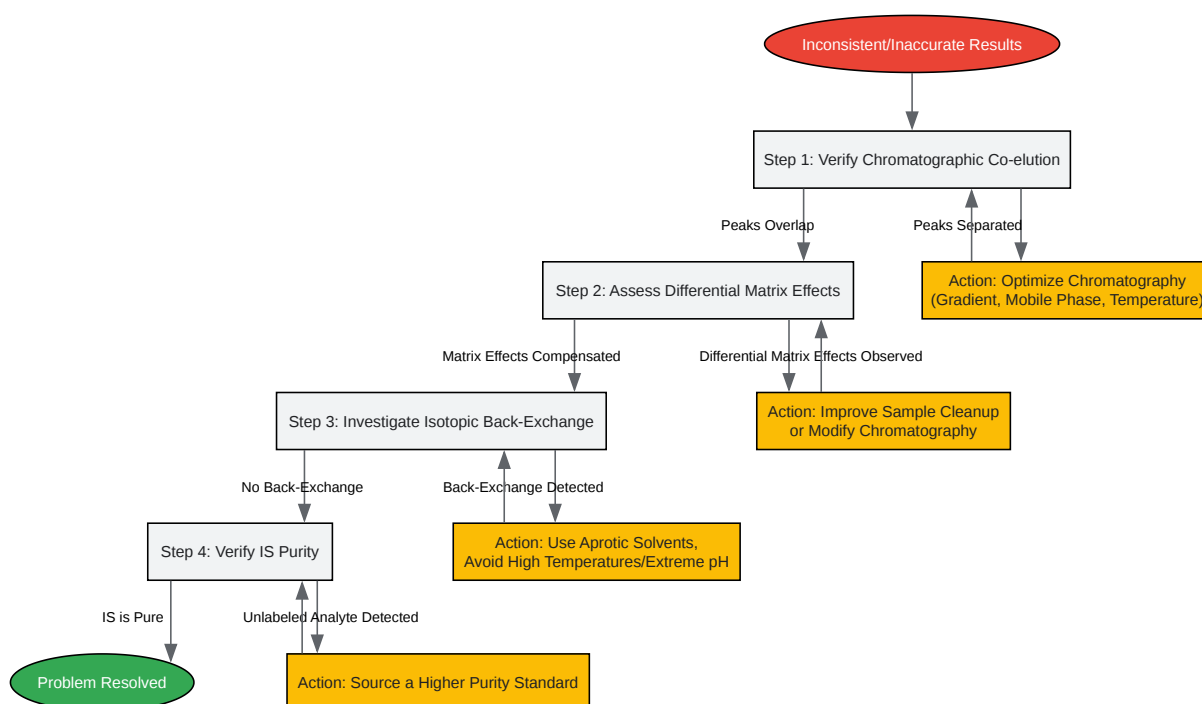 Inconsistent/Inaccurate Results
Step 1: Verify Chromatographic Co-elution
Peaks Overlap
Peaks Separated
Step 2: Assess Differential Matrix Effects
Action: Optimize Chromatography
(Gradient, Mobile Phase, Temperature)
Matrix Effects Compensated
Differential Matrix Effects Observed
Step 3: Investigate Isotopic Back-Exchange
Action: Improve Sample Cleanup
or Modify Chromatography
No Back-Exchange
Back-Exchange Detected
Step 4: Verify IS Purity
Action: Use Aprotic Solvents,
Avoid High Temperatures/Extreme pH
IS is Pure
Unlabeled Analyte Detected
Problem Resolved
Action: Source a Higher Purity Standard